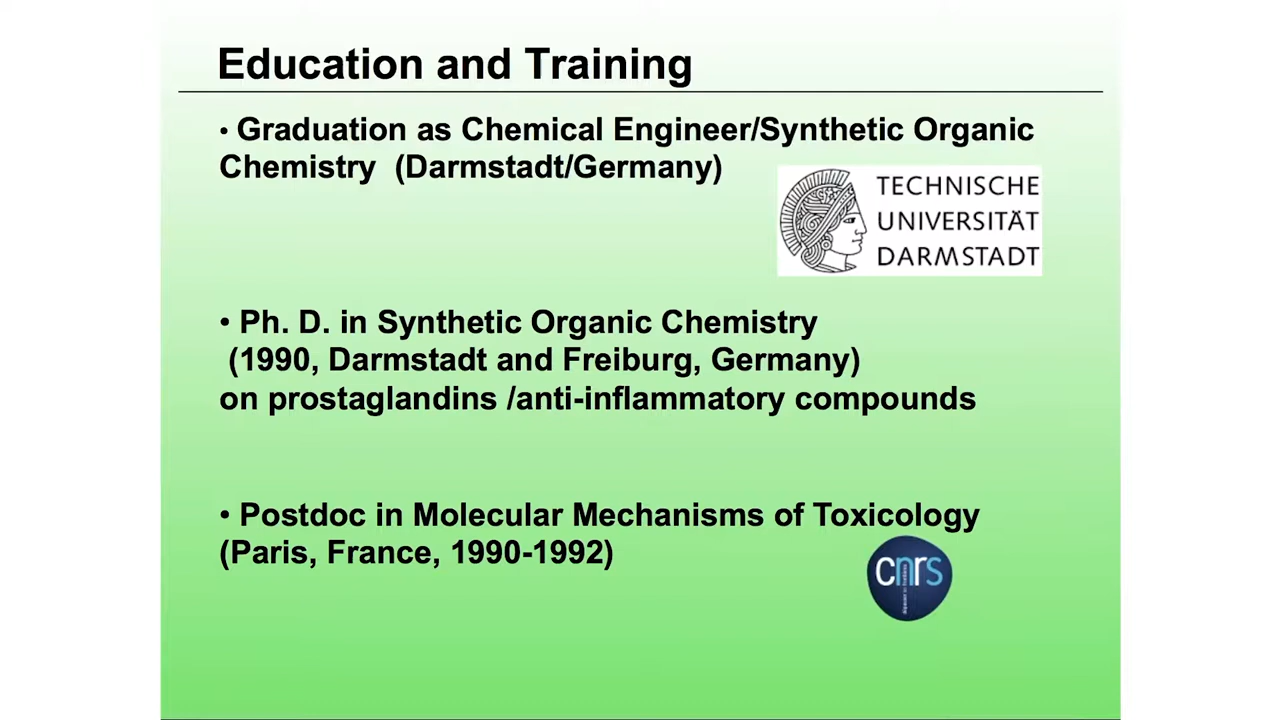 Education and Training
• Graduation as Chemical Engineer/Synthetic Organic
Chemistry (Darmstadt/Germany)
TECHNISCHE
UNIVERSITÄT
DARMSTADT
• Ph. D. in Synthetic Organic Chemistry
(1990, Darmstadt and Freiburg, Germany)
on prostaglandins /anti-inflammatory compounds
• Postdoc in Molecular Mechanisms of Toxicology
(Paris, France, 1990-1992)
cnrs